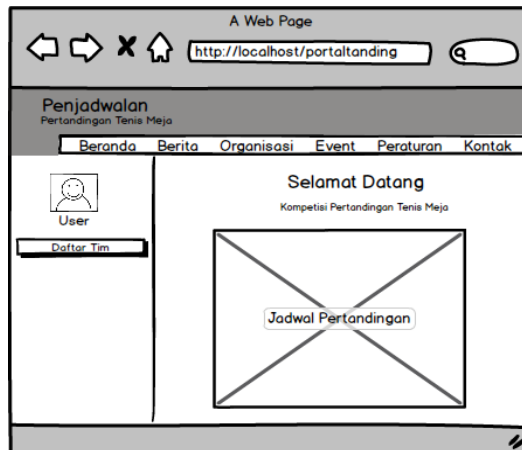 A Web Page
http://localhost/portaltanding
Penjadwalan
Pertandingan Tenis Meja
Beranda Berita Organisasi Event Peraturan Kontak
User
Daftar Tim
Selamat Datang
Kompetisi Pertandingan Tenis Meja
Jadwal Pertandingan